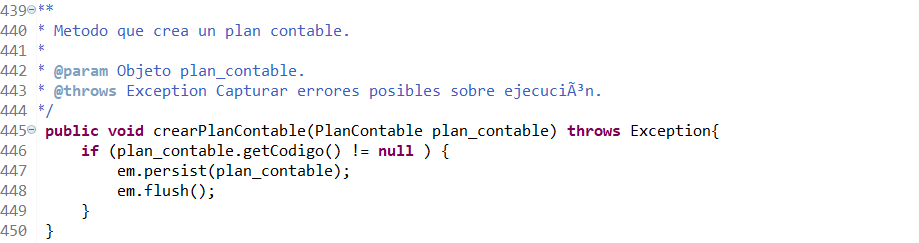 439 **
440 * Metodo que crea un plan contable.
441 *
442 * @param Objeto plan_contable.
443 * @throws Exception Capturar errores posibles sobre ejecuciÃ³n.
444 */
445 public void crearPlanContable(PlanContable plan_contable) throws Exception{
446 if (plan_contable.getCodigo() != null ) {
447 em.persist(plan_contable);
448 em.flush();
449 }
450 }